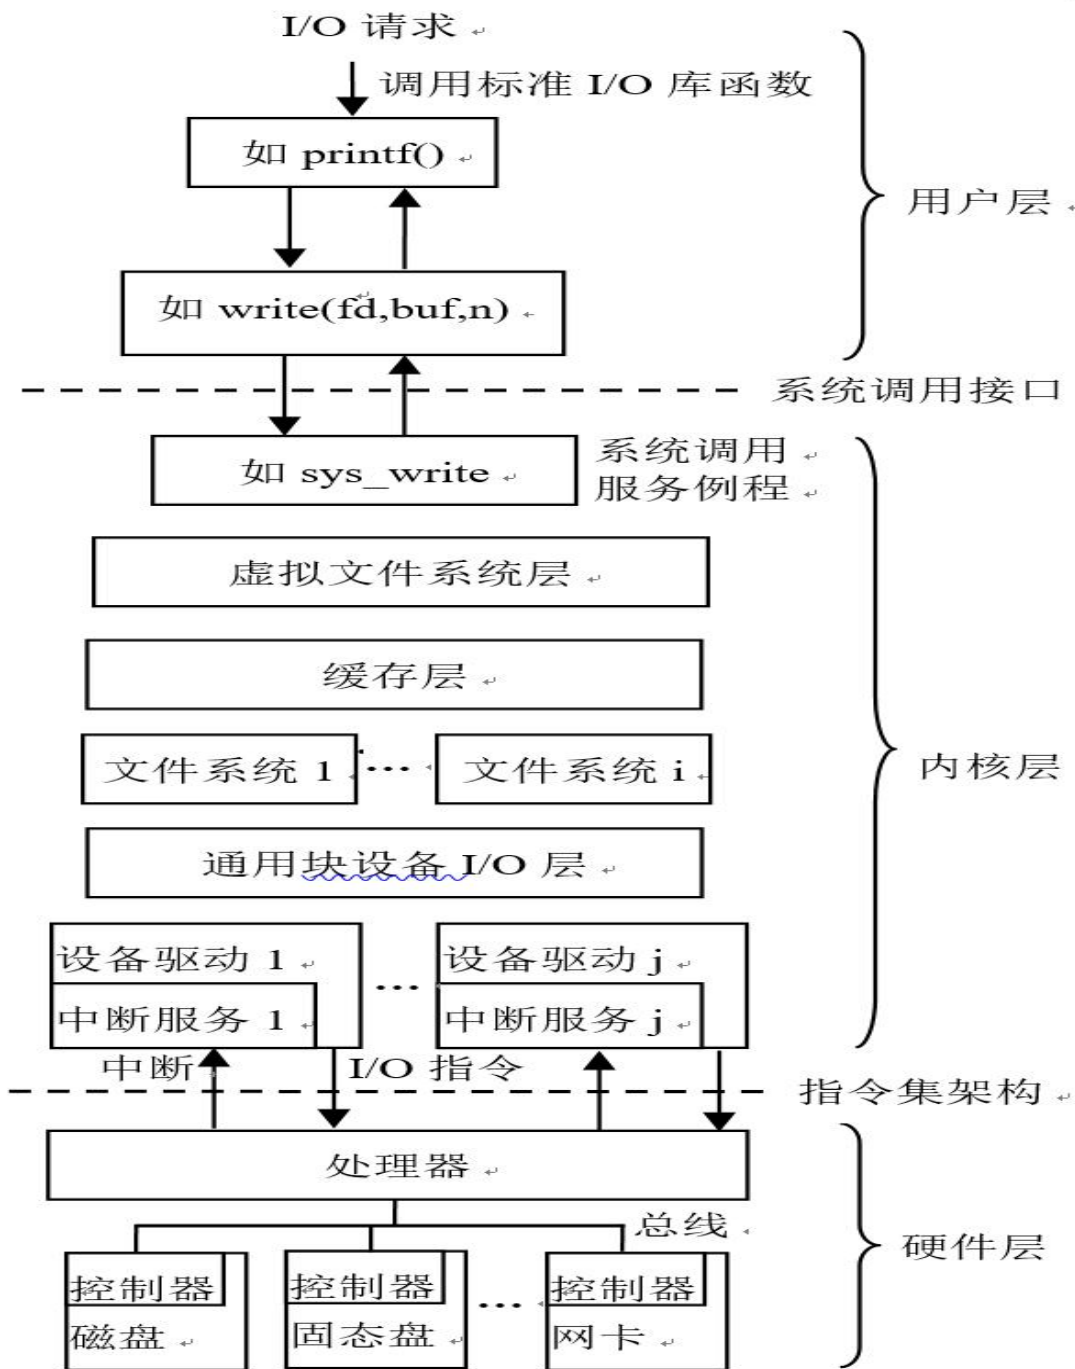 I/O 请求
调用标准 I/O 库函数
如 printf()
用户层
如 write(fd,buf,n)
系统调用接口
如 sys_write
系统调用
服务例程
虚拟文件系统层
缓存层
文件系统 1 … 文件系统 i
内核层
通用块设备 I/O 层
设备驱动 1 … 设备驱动 j
中断服务 1 中断服务 j
中断 I/O 指令
指令集架构
处理器
总线
硬件层
控制器 控制器 … 控制器
磁盘 固态盘 网卡